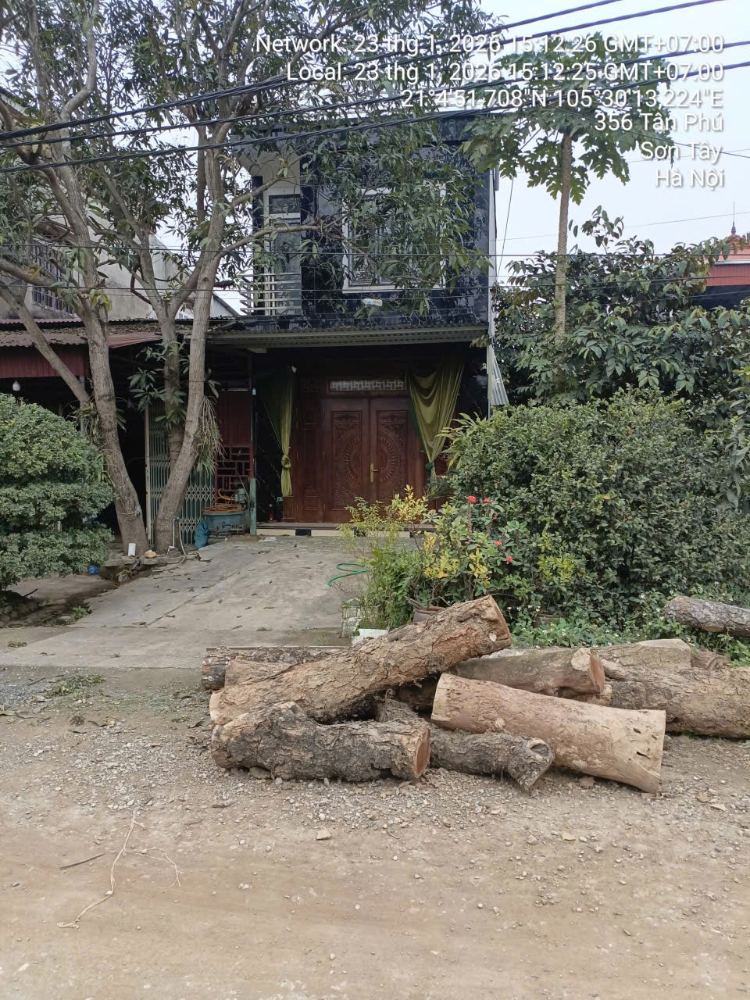 Network: 23 thg 1, 2026 15:12:26 GMT+07:00
Local: 23 thg 1, 2026 15:12:25 GMT+07:00
21°4'51.708"N 105°30'13.224"E
356 Tân Phú
Sơn Tây
Hà Nội